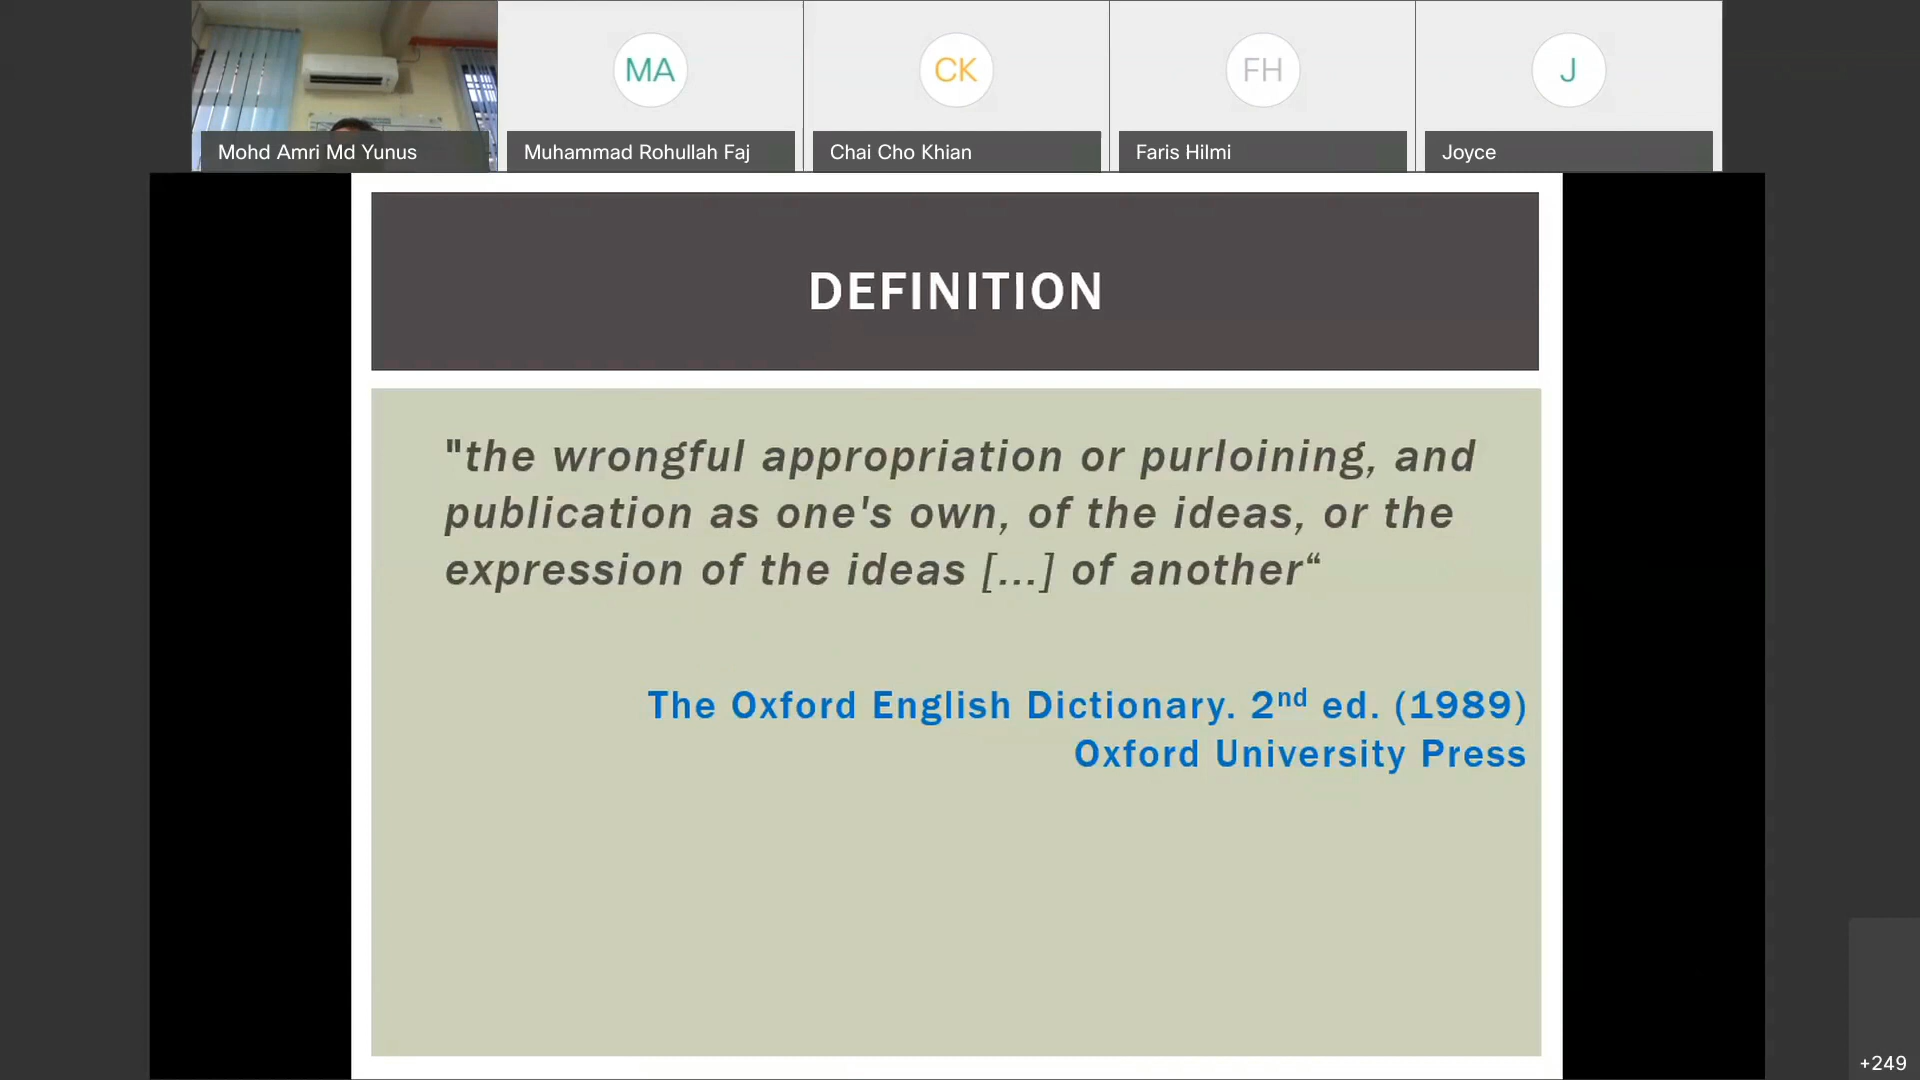 MA
CK
FH
J
Mohd Amri Md Yunus
Muhammad Rohullah Faj
Chai Cho Khian
Faris Hilmi
Joyce
DEFINITION
"the wrongful appropriation or purloining, and
publication as one's own, of the ideas, or the
expression of the ideas [...] of another“
The Oxford English Dictionary. 2nd ed. (1989)
Oxford University Press
+249